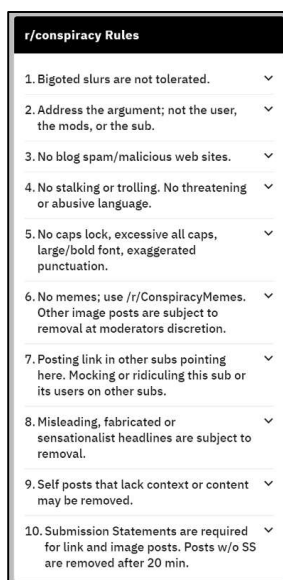 r/conspiracy Rules
1. Bigoted slurs are not tolerated.
2. Address the argument; not the user,
the mods, or the sub.
3. No blog spam/malicious web sites.
4. No stalking or trolling. No threatening
or abusive language.
5. No caps lock, excessive all caps,
large/bold font, exaggerated
punctuation.
6. No memes; use /r/ConspiracyMemes.
Other image posts are subject to
removal at moderators discretion.
7. Posting link in other subs pointing
here. Mocking or ridiculing this sub or
its users on other subs.
8. Misleading, fabricated or
sensationalist headlines are subject to
removal.
9. Self posts that lack context or content
may be removed.
10. Submission Statements are required
for link and image posts. Posts w/o SS
are removed after 20 min.